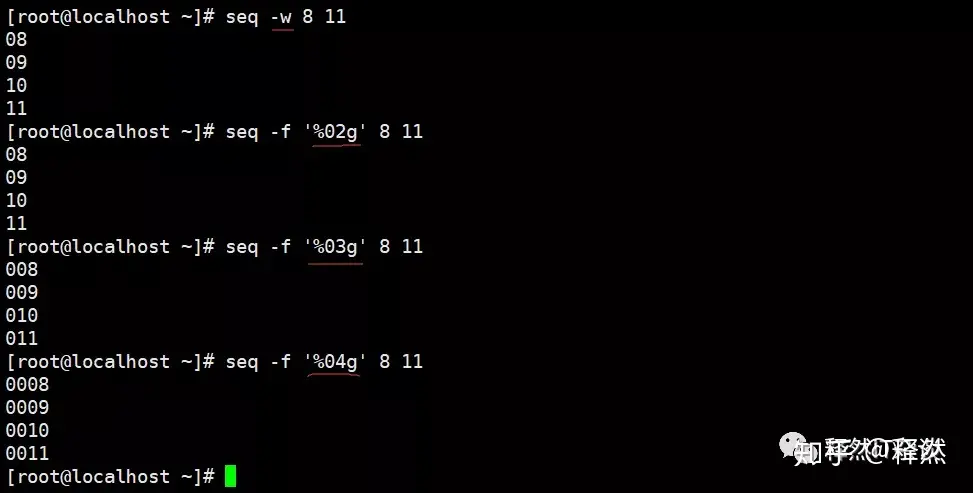 [root@localhost ~]# seq -w 8 11
08
09
10
11
[root@localhost ~]# seq -f '%02g' 8 11
08
09
10
11
[root@localhost ~]# seq -f '%03g' 8 11
008
009
010
011
[root@localhost ~]# seq -f '%04g' 8 11
0008
0009
0010
0011
[root@localhost ~]#
知乎 @释然